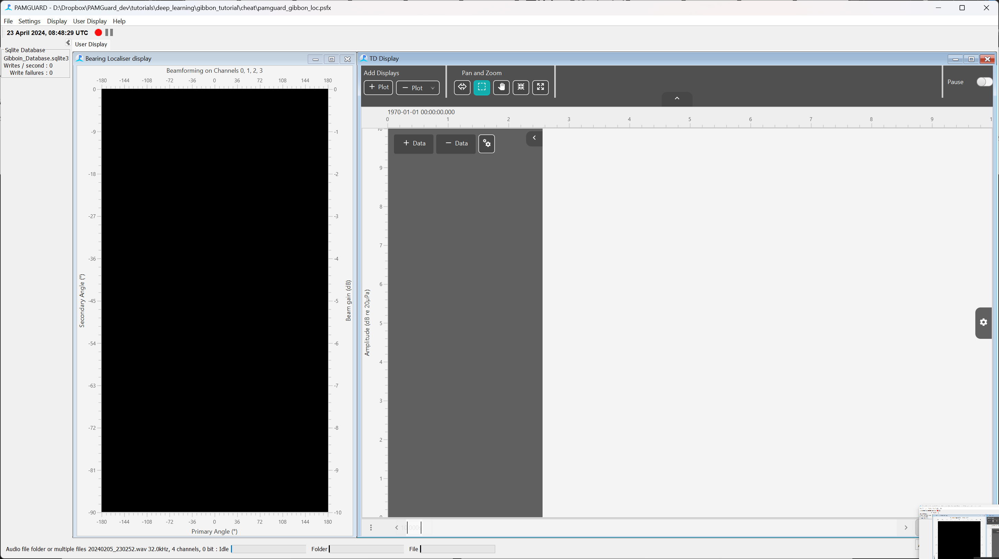 PAMGUARD - D:\Dropbox\PAMGuard_dev\tutorials\deep_learning\gibbon_tutorial\cheat\pamguard_gibbon_loc.psfx
File Settings Display User Display Help
23 April 2024, 08:48:29 UTC
User Display
Sqlite Database
Gibboin_Database.sqlite3
Writes / second : 0
Write failures : 0
Bearing Localiser display
Beamforming on Channels 0, 1, 2, 3
-180 -144 -108 -72 -36 0 36 72 108 144 180
0 0
-9 -1
-18 -2
-27 -3
-36 -4
-45 -5
-54 -6
-63 -7
-72 -8
-81 -9
-90 -10
Secondary Angle (°)
Beam gain (dB)
-180 -144 -108 -72 -36 0 36 72 108 144 180
Primary Angle (°)
TD Display
Add Displays
Pan and Zoom
+ Plot
− Plot
Pause
1970-01-01 00:00:00.000
0 1 2 3 4 5 6 7 8 9 1
+ Data − Data
10
9
8
7
6
5
4
3
2
1
0
Amplitude (dB re 20µPa)
Audio file folder or multiple files 20240205_230252.wav 32.0kHz, 4 channels, 0 bit : Idle
Folder
File